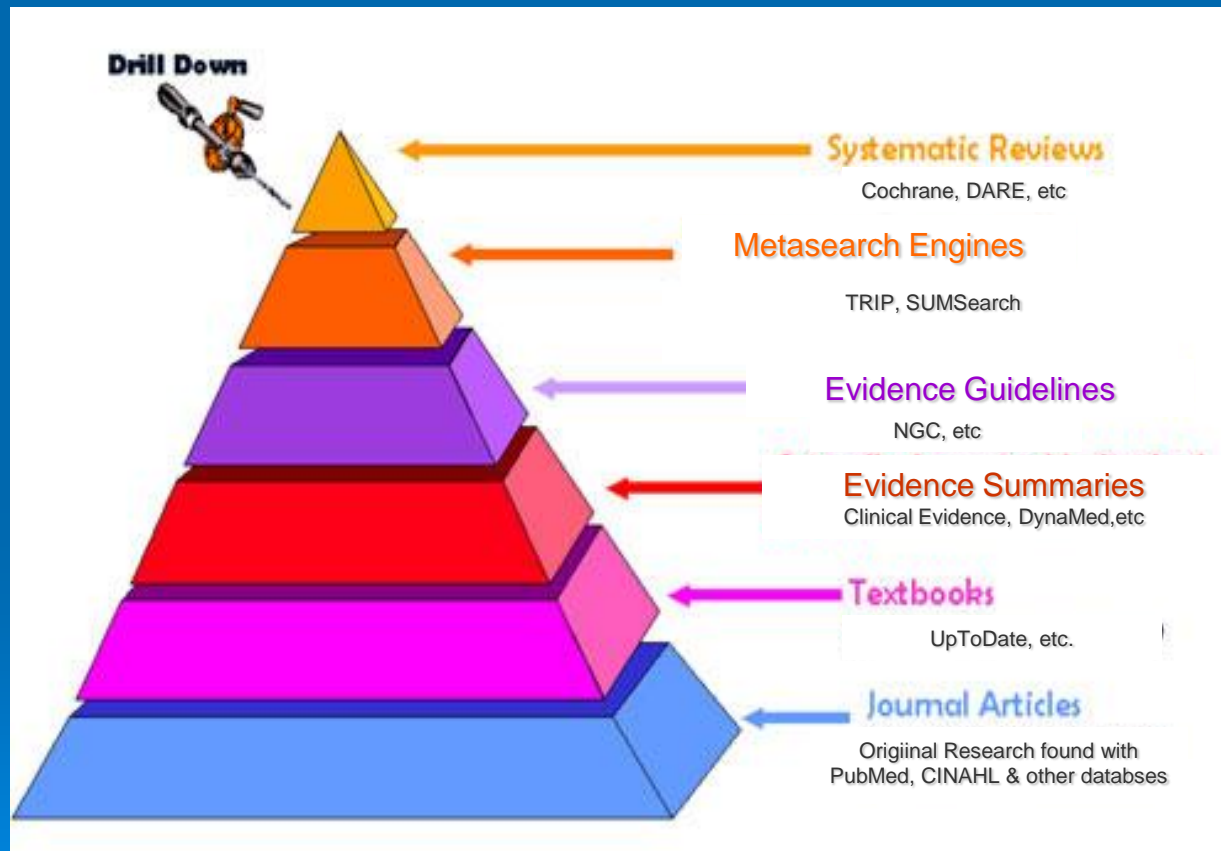 Drill Down
Systematic Reviews
Cochrane, DARE, etc
Metasearch Engines
TRIP, SUMSearch
Evidence Guidelines
NGC, etc
Evidence Summaries
Clinical Evidence, DynaMed,etc
Textbooks
UpToDate, etc.
Journal Articles
Origiinal Research found with
PubMed, CINAHL & other databses